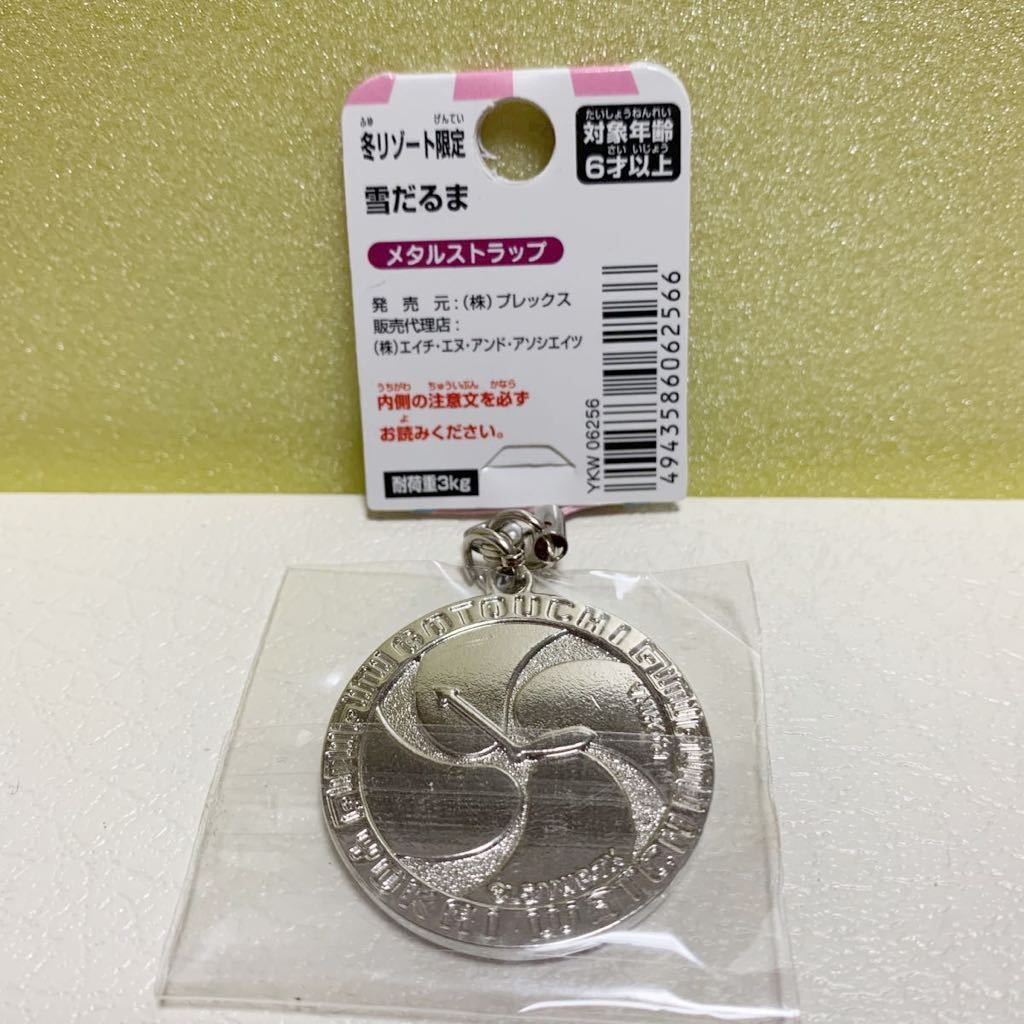 ふゆ げんてい
冬リゾート限定
雪だるま
メタルストラップ
たいしょうねんれい
対象年齢
さい いじょう
6才以上
発売元：(株)プレックス
販売代理店：
(株)エイチ・エヌ・アンド・アソシエイツ
うちがわ ちゅういぶん かなら
内側の注意文を必ず
よ
お読みください。
耐荷重3kg
YKW 06256
4943586062566
GOTOUCHI
YOKAI WATCH